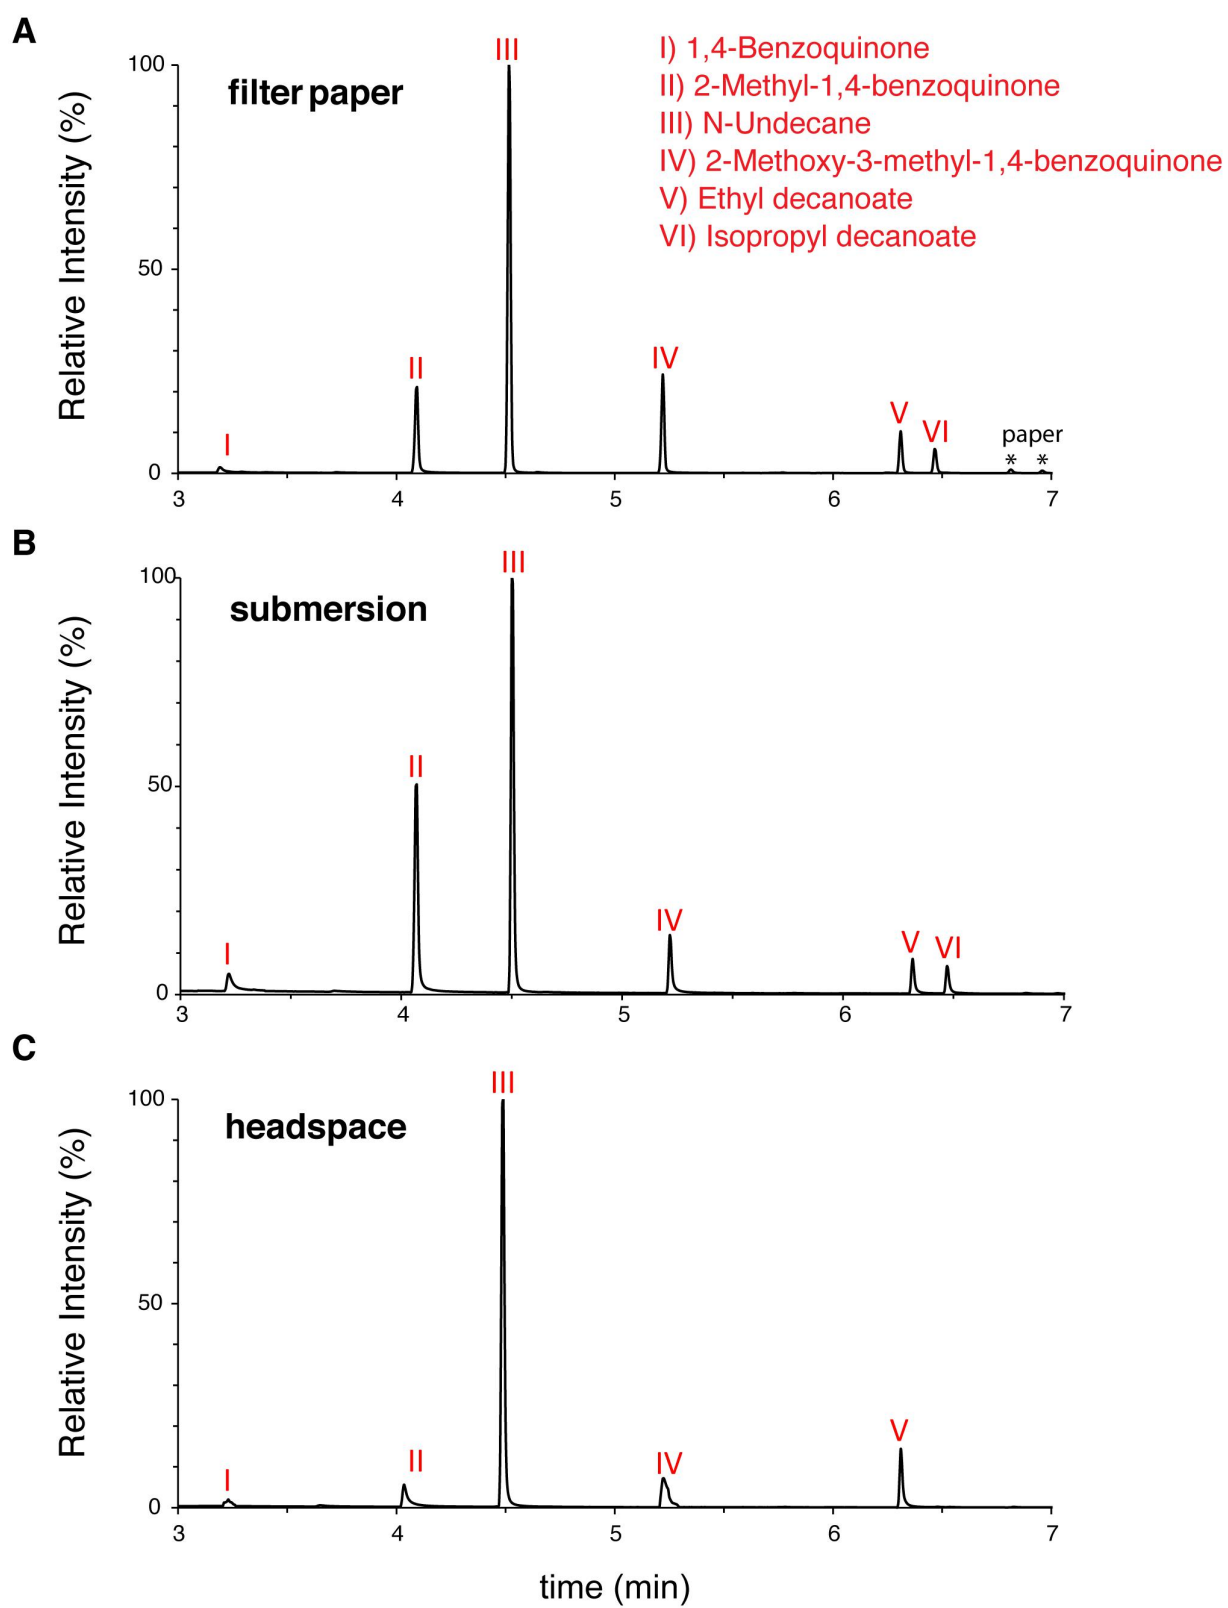 A
III
100
filter paper
I) 1,4-Benzoquinone
II) 2-Methyl-1,4-benzoquinone
III) N-Undecane
IV) 2-Methoxy-3-methyl-1,4-benzoquinone
V) Ethyl decanoate
VI) Isopropyl decanoate
Relative Intensity (%)
50
II
IV
V
VI
I
paper
* *
0
3 4 5 6 7
B
III
100
submersion
Relative Intensity (%)
50
II
IV
V
VI
I
0
3 4 5 6 7
C
III
100
headspace
Relative Intensity (%)
50
V
II
IV
I
0
3 4 5 6 7
time (min)